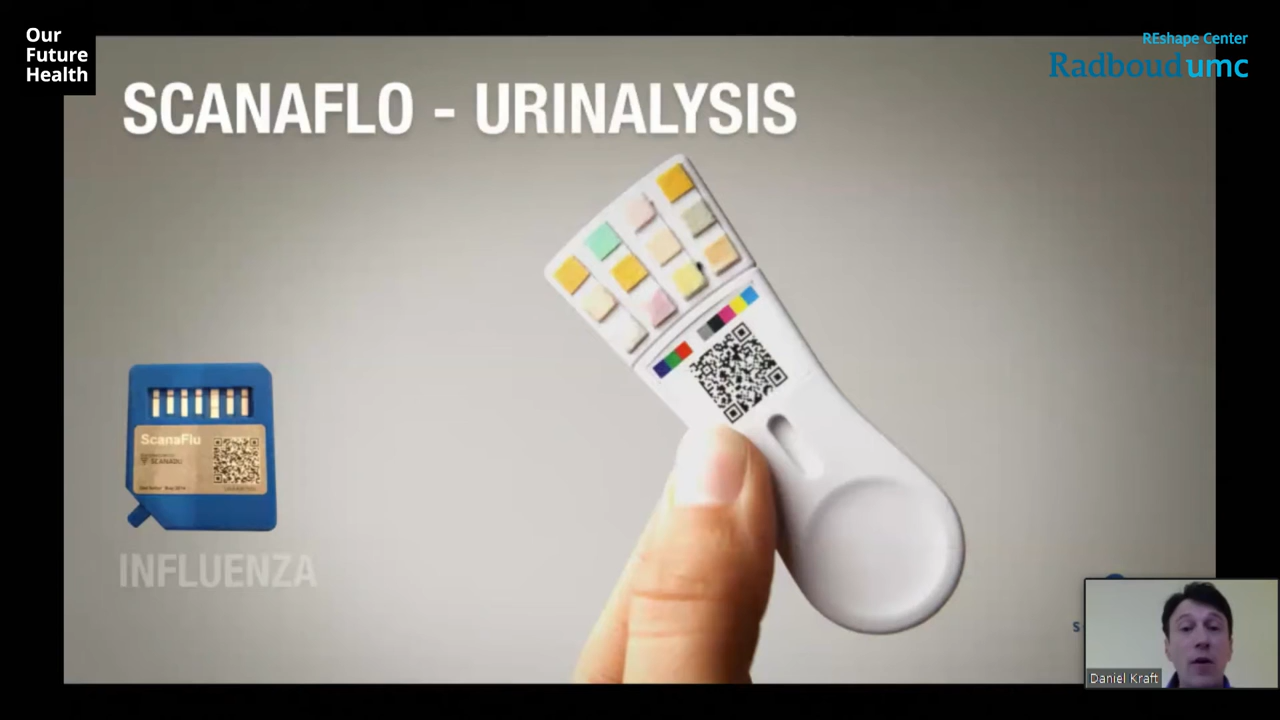 Our
Future
Health
REshape Center
Radboudumc
SCANAFLO - URINALYSIS
ScanaFlu
SCANADU
INFLUENZA
S
Daniel Kraft